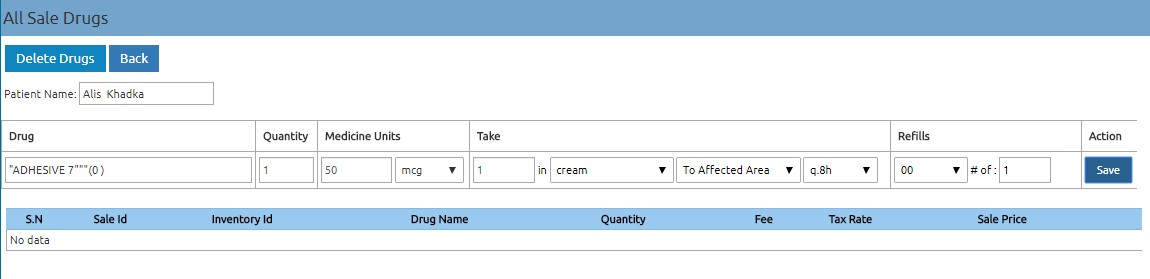 All Sale Drugs
Delete Drugs Back
Patient Name: Alis Khadka
Drug Quantity Medicine Units Take Refills Action
"ADHESIVE 7"""(0 ) 1 50 mcg 1 in cream To Affected Area q.8h 00 # of : 1 Save
S.N Sale Id Inventory Id Drug Name Quantity Fee Tax Rate Sale Price
No data